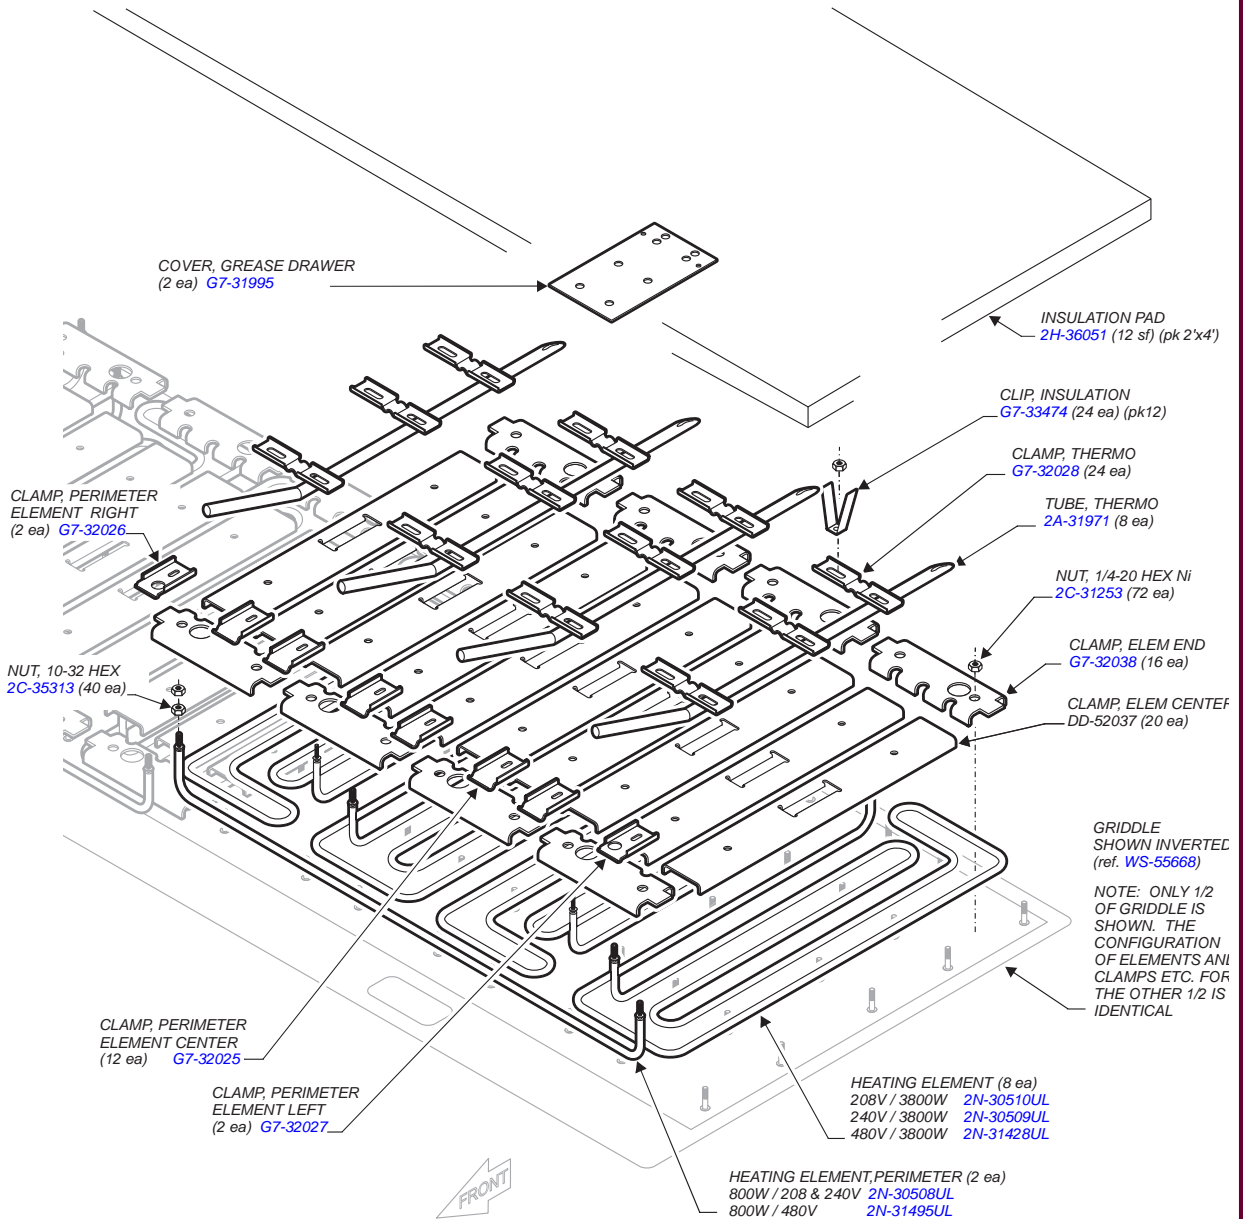 COVER, GREASE DRAWER
(2 ea) G7-31995
INSULATION PAD
2H-36051 (12 sf) (pk 2'x4')
CLIP, INSULATION
G7-33474 (24 ea) (pk12)
CLAMP, THERMO
G7-32028 (24 ea)
TUBE, THERMO
2A-31971 (8 ea)
NUT, 1/4-20 HEX Ni
2C-31253 (72 ea)
CLAMP, ELEM END
G7-32038 (16 ea)
CLAMP, ELEM CENTER
DD-52037 (20 ea)
CLAMP, PERIMETER
ELEMENT RIGHT
(2 ea) G7-32026
NUT, 10-32 HEX
2C-35313 (40 ea)
GRIDDLE
SHOWN INVERTED
(ref. WS-55668)
NOTE: ONLY 1/2
OF GRIDDLE IS
SHOWN. THE
CONFIGURATION
OF ELEMENTS AND
CLAMPS ETC. FOR
THE OTHER 1/2 IS
IDENTICAL
CLAMP, PERIMETER
ELEMENT CENTER
(12 ea) G7-32025
CLAMP, PERIMETER
ELEMENT LEFT
(2 ea) G7-32027
HEATING ELEMENT (8 ea)
208V / 3800W 2N-30510UL
240V / 3800W 2N-30509UL
480V / 3800W 2N-31428UL
HEATING ELEMENT,PERIMETER (2 ea)
800W / 208 & 240V 2N-30508UL
800W / 480V 2N-31495UL
FRONT